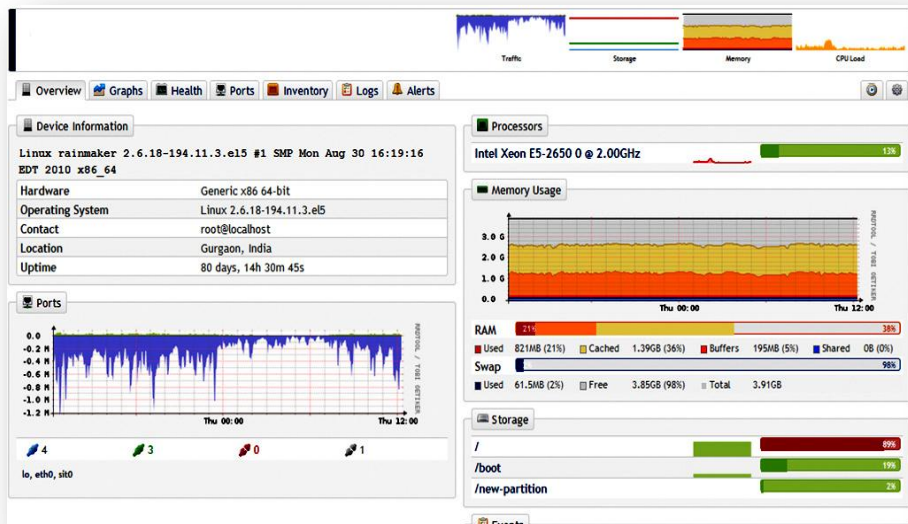 Traffic
Storage
Memory
CPU Load
Overview
Graphs
Health
Ports
Inventory
Logs
Alerts
Device Information
Linux rainmaker 2.6.18-194.11.3.el5 #1 SMP Mon Aug 30 16:19:16
EDT 2010 x86_64
Hardware Generic x86 64-bit
Operating System Linux 2.6.18-194.11.3.el5
Contact root@localhost
Location Gurgaon, India
Uptime 80 days, 14h 30m 45s
Ports
0.0
-0.2 M
-0.4 M
-0.6 M
-0.8 M
-1.0 M
-1.2 M
Thu 00:00
Thu 12:00
RRDTOOL / TOBI OETIKER
4
3
0
1
lo, eth0, sit0
Processors
Intel Xeon E5-2650 0 @ 2.00GHz 13%
Memory Usage
3.0 G
2.0 G
1.0 G
0.0
Thu 00:00
Thu 12:00
RRDTOOL / TOBI OETIKER
RAM 21% 38%
Used 821MB (21%) Cached 1.39GB (36%) Buffers 195MB (5%) Shared 0B (0%)
Swap 98%
Used 61.5MB (2%) Free 3.85GB (98%) Total 3.91GB
Storage
/ 89%
/boot 19%
/new-partition 2%
Events